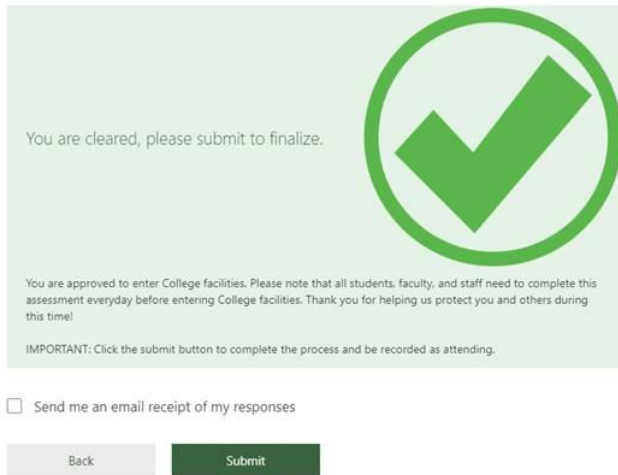 You are cleared, please submit to finalize.
You are approved to enter College facilities. Please note that all students, faculty, and staff need to complete this
assessment everyday before entering College facilities. Thank you for helping us protect you and others during
this time!
IMPORTANT: Click the submit button to complete the process and be recorded as attending.
Send me an email receipt of my responses
Back
Submit